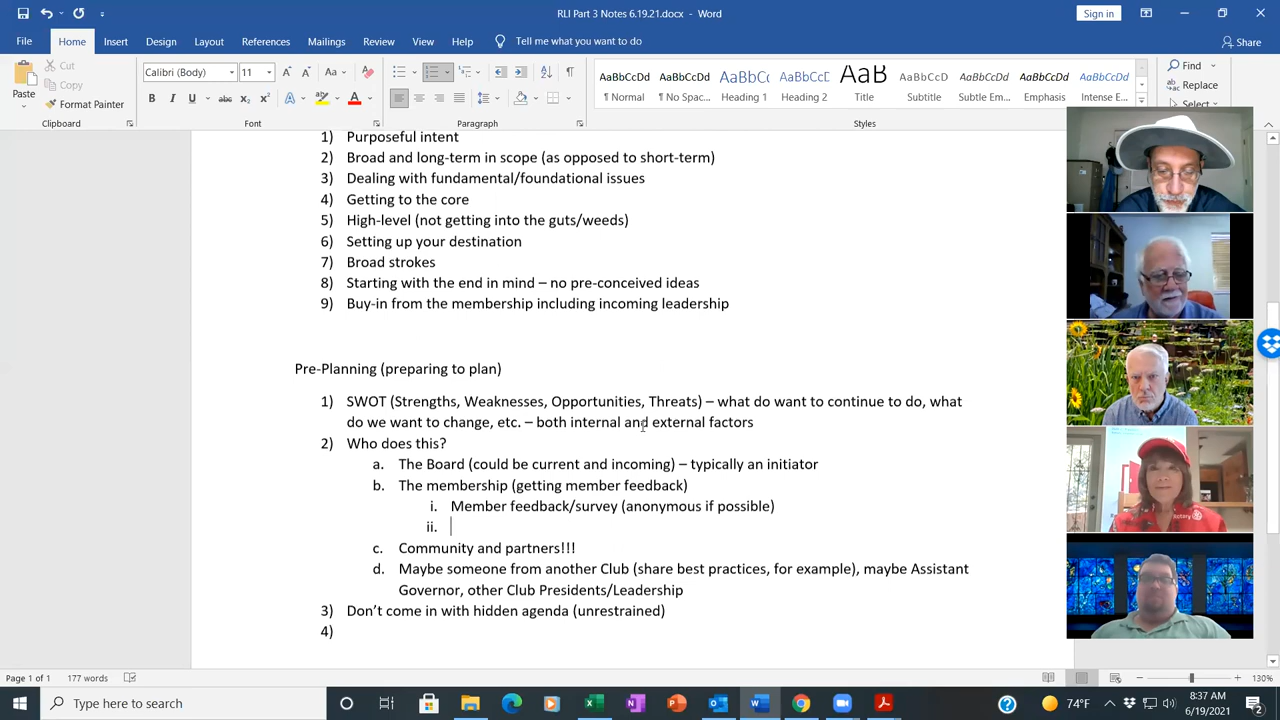 RLI Part 3 Notes 6.19.21.docx - Word
Sign in
File Home Insert Design Layout References Mailings Review View Help Tell me what you want to do Share
Paste
Cut
Copy
Format Painter
Clipboard
Calibri (Body) 11
Font
Paragraph
AaBbCcDd AaBbCcDd AaBbCc AaBbCcD AaB AaBbCcD AaBbCcDd AaBbCcDd AaBbCcDd
¶ Normal ¶ No Spac... Heading 1 Heading 2 Title Subtitle Subtle Em... Emphasis Intense E...
Styles
Find
Replace
Select
1) Purposeful intent
2) Broad and long-term in scope (as opposed to short-term)
3) Dealing with fundamental/foundational issues
4) Getting to the core
5) High-level (not getting into the guts/weeds)
6) Setting up your destination
7) Broad strokes
8) Starting with the end in mind – no pre-conceived ideas
9) Buy-in from the membership including incoming leadership
Pre-Planning (preparing to plan)
1) SWOT (Strengths, Weaknesses, Opportunities, Threats) – what do want to continue to do, what
do we want to change, etc. – both internal and external factors
2) Who does this?
a. The Board (could be current and incoming) – typically an initiator
b. The membership (getting member feedback)
i. Member feedback/survey (anonymous if possible)
ii.
c. Community and partners!!!
d. Maybe someone from another Club (share best practices, for example), maybe Assistant
Governor, other Club Presidents/Leadership
3) Don't come in with hidden agenda (unrestrained)
4)
Rotary
Page 1 of 1 177 words
130%
Type here to search
74°F
8:37 AM
6/19/2021
2